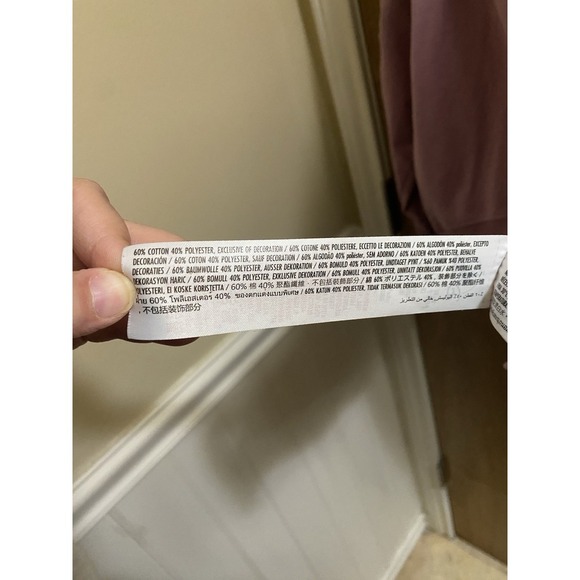 60% COTTON 40% POLYESTER, EXCLUSIVE OF DECORATION / 60% COTONE 40% POLIESTERE, ECCETTO LE DECORAZIONI / 60% ALGODÓN 40% poliéster, EXCEPTO
DECORACIÓN / 60% COTON 40% POLYESTER, SAUF DECORATION / 60% ALGODÃO 40% poliéster, SEM ADORNO / 60% KATOEN 40% POLYESTER, BEHALVE
DECORATIES / 60% BAUMWOLLE 40% POLYESTER, AUSSER DEKORATION / 60% BOMULD 40% POLYESTER, UNDTAGET PYNT / %60 PAMUK %40 POLYESTER,
DEKORASYON HARİC / 60% BOMULL 40% POLYESTER, EXKLUSIVE DEKORATION / 60% BOMULL 40% POLYESTER, UNNTATT DEKORASJON / 60% PUUVILLA 40%
POLYESTERI, EI KOSKE KORISTEITA / 60% 棉 40% 聚酯纖維，不包括裝飾部分 / 綿 60% ポリエステル 40%、装飾部分を除く /
ฝ้าย 60% โพลีเอสเตอร์ 40% ของตกแต่งแบบพิเศษ / 60% KATUN 40% POLYESTER, TIDAK TERMASUK DEKORASI / 60% 棉 40% 聚酯纤维
，不包括装饰部分